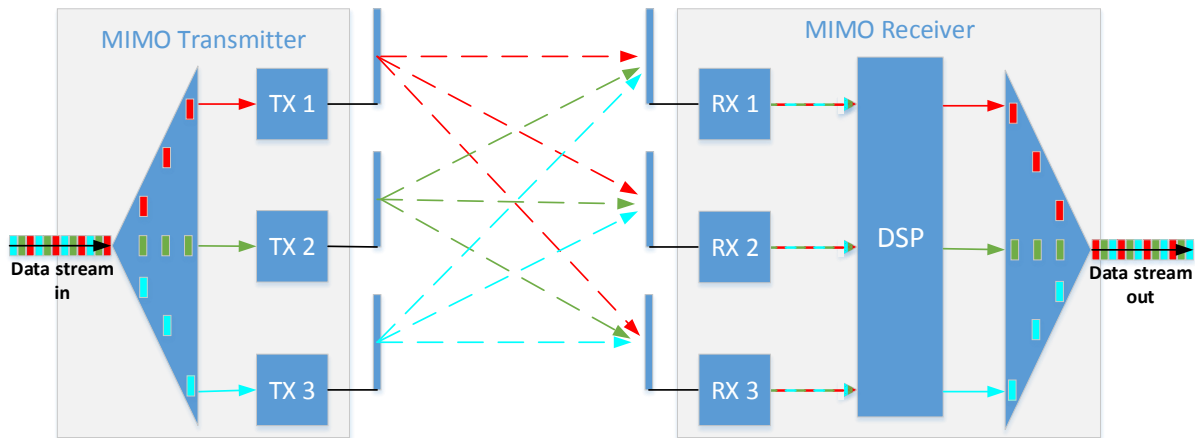 MIMO Transmitter
MIMO Receiver
TX 1
RX 1
TX 2
RX 2
DSP
Data stream
in
Data stream
out
TX 3
RX 3